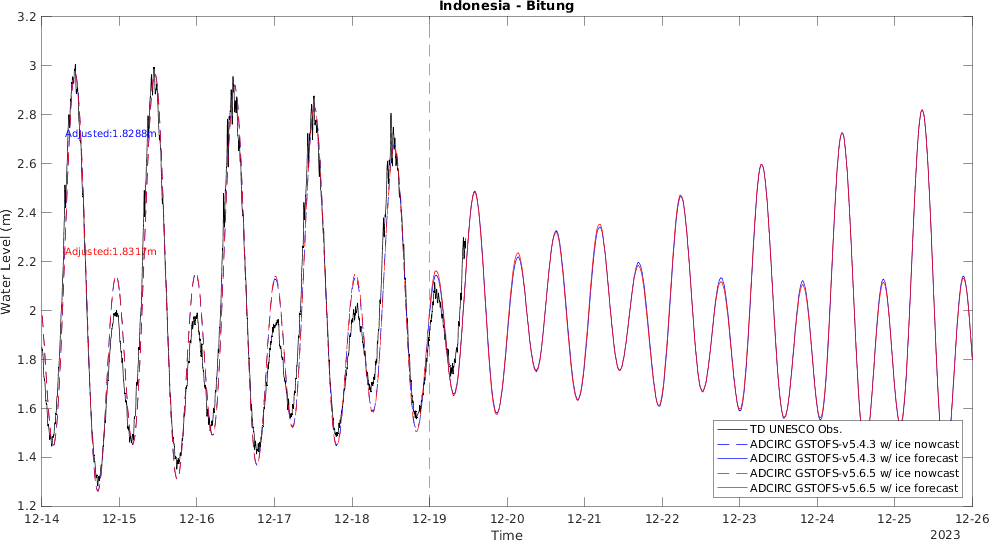 Indonesia - Bitung
Water Level (m)
3.2
3
2.8
2.6
2.4
2.2
2
1.8
1.6
1.4
1.2
Adjusted:1.8288m
Adjusted:1.8317m
TD UNESCO Obs.
ADCIRC GSTOFS-v5.4.3 w/ ice nowcast
ADCIRC GSTOFS-v5.4.3 w/ ice forecast
ADCIRC GSTOFS-v5.6.5 w/ ice nowcast
ADCIRC GSTOFS-v5.6.5 w/ ice forecast
12-14 12-15 12-16 12-17 12-18 12-19 12-20 12-21 12-22 12-23 12-24 12-25 12-26
Time
2023